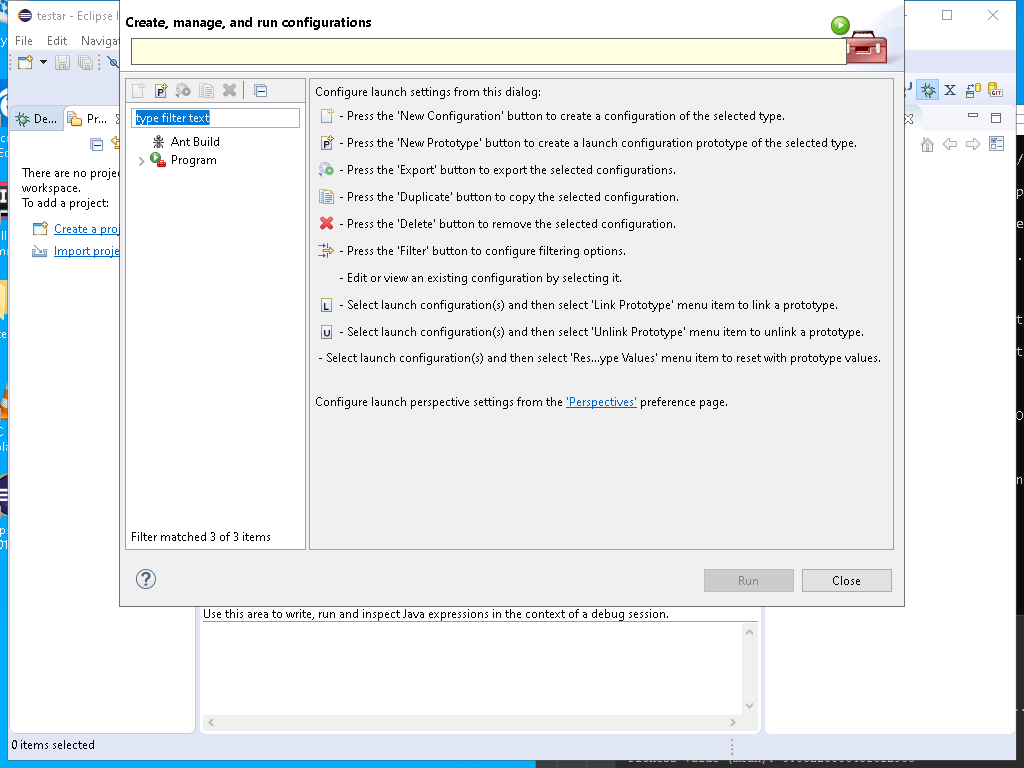 testar - Eclipse I
Create, manage, and run configurations
File Edit Navigat
type filter text
Ant Build
Program
Filter matched 3 of 3 items
Configure launch settings from this dialog:
- Press the 'New Configuration' button to create a configuration of the selected type.
- Press the 'New Prototype' button to create a launch configuration prototype of the selected type.
- Press the 'Export' button to export the selected configurations.
- Press the 'Duplicate' button to copy the selected configuration.
- Press the 'Delete' button to remove the selected configuration.
- Press the 'Filter' button to configure filtering options.
- Edit or view an existing configuration by selecting it.
L - Select launch configuration(s) and then select 'Link Prototype' menu item to link a prototype.
U - Select launch configuration(s) and then select 'Unlink Prototype' menu item to unlink a prototype.
- Select launch configuration(s) and then select 'Res...ype Values' menu item to reset with prototype values.
Configure launch perspective settings from the 'Perspectives' preference page.
Run Close
De... Pr...
There are no proje
workspace.
To add a project:
Create a proj
Import proje
Use this area to write, run and inspect Java expressions in the context of a debug session.
0 items selected